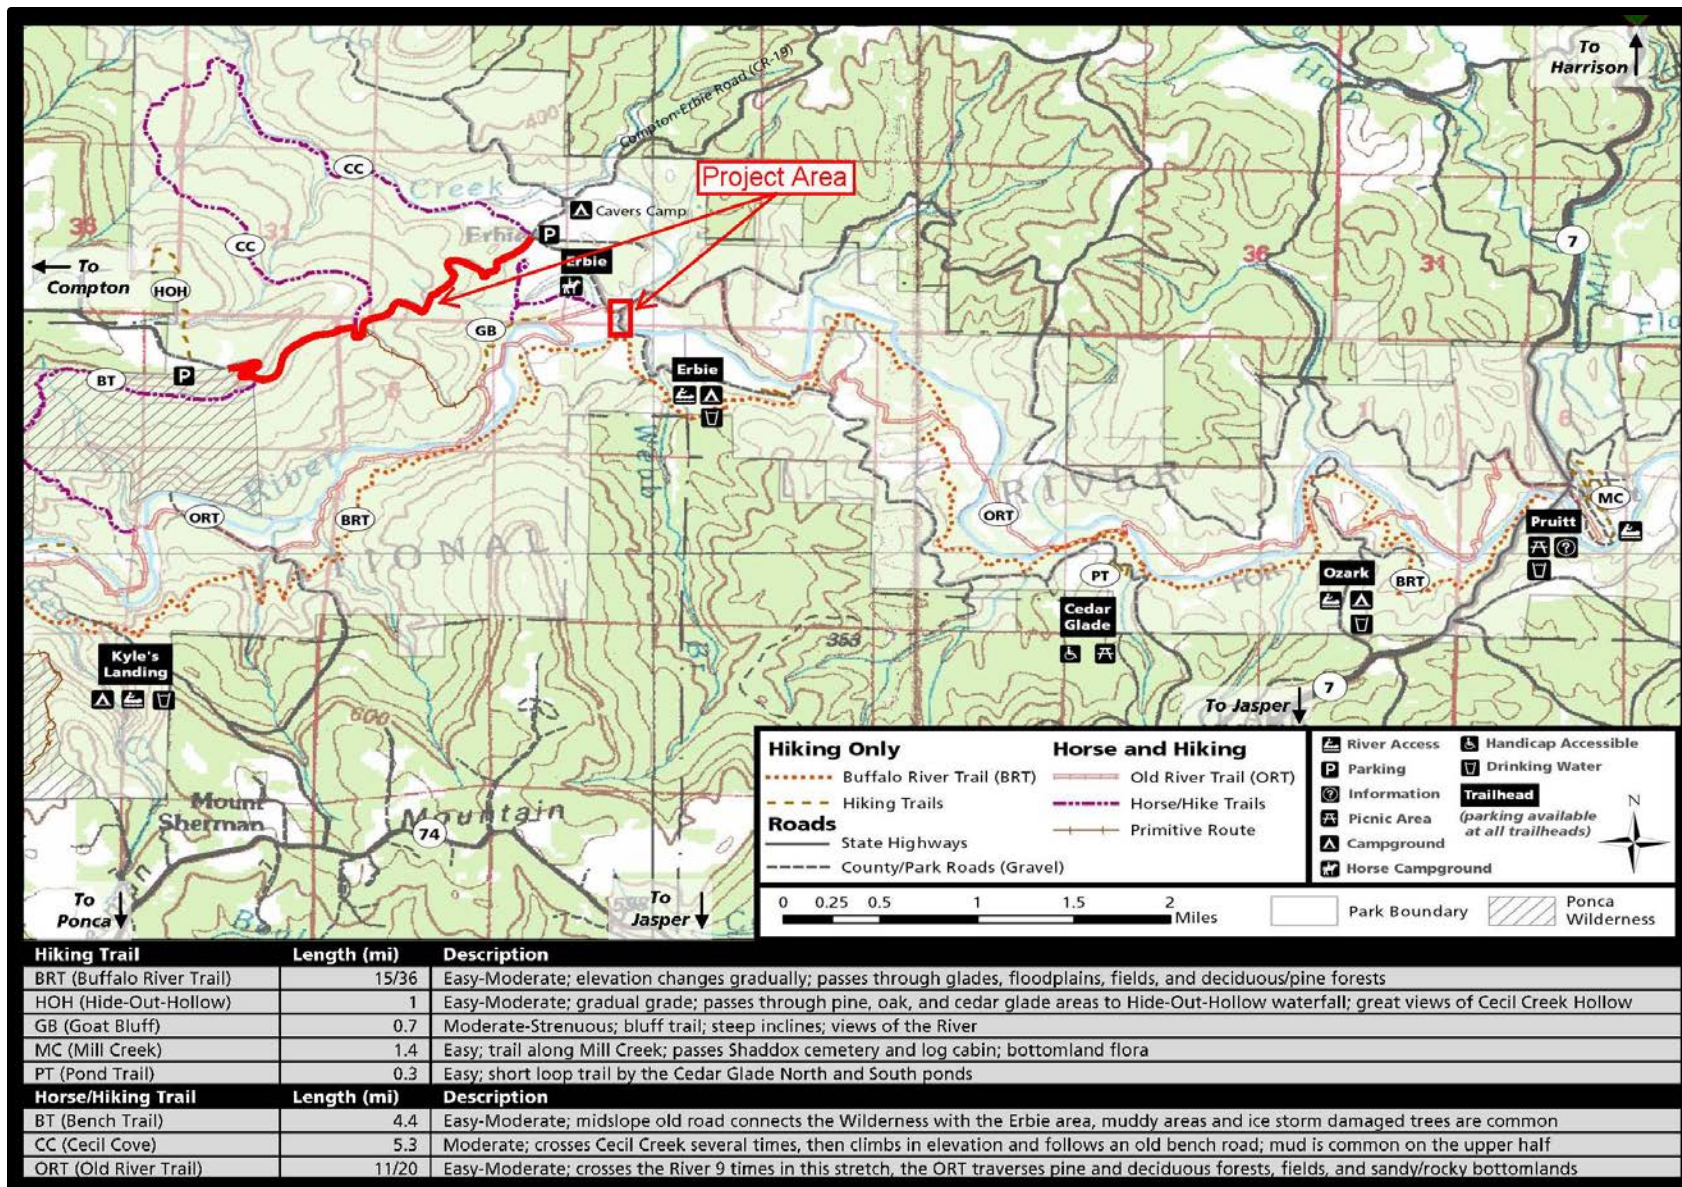 To
Harrison
Compton-Erbie Road (CR-19)
400
Creek
CC
Project Area
Cavers Camp
Erbie
P
Erbie
36
31
CC
36
31
7
Mill
To
Compton
HOH
GB
BT
P
6
Erbie
Webb
1
6
River
ORT
BRT
RIVER
ORT
MC
Pruitt
NATIONAL
PT
FOR
Ozark
BRT
Cedar
Glade
353
Kyle's
Landing
7
To Jasper
600
Mount
Sherman
Mountain
74
To
Ponca
To
Jasper
Hiking Only
Buffalo River Trail (BRT)
Hiking Trails
Roads
State Highways
County/Park Roads (Gravel)
Horse and Hiking
Old River Trail (ORT)
Horse/Hike Trails
Primitive Route
River Access
P Parking
? Information
Picnic Area
Campground
Horse Campground
Handicap Accessible
Drinking Water
Trailhead
(parking available
at all trailheads)
N
0 0.25 0.5 1 1.5 2
Miles
Park Boundary
Ponca
Wilderness
Hiking Trail Length (mi) Description
BRT (Buffalo River Trail) 15/36 Easy-Moderate; elevation changes gradually; passes through glades, floodplains, fields, and deciduous/pine forests
HOH (Hide-Out-Hollow) 1 Easy-Moderate; gradual grade; passes through pine, oak, and cedar glade areas to Hide-Out-Hollow waterfall; great views of Cecil Creek Hollow
GB (Goat Bluff) 0.7 Moderate-Strenuous; bluff trail; steep inclines; views of the River
MC (Mill Creek) 1.4 Easy; trail along Mill Creek; passes Shaddox cemetery and log cabin; bottomland flora
PT (Pond Trail) 0.3 Easy; short loop trail by the Cedar Glade North and South ponds
Horse/Hiking Trail Length (mi) Description
BT (Bench Trail) 4.4 Easy-Moderate; midslope old road connects the Wilderness with the Erbie area, muddy areas and ice storm damaged trees are common
CC (Cecil Cove) 5.3 Moderate; crosses Cecil Creek several times, then climbs in elevation and follows an old bench road; mud is common on the upper half
ORT (Old River Trail) 11/20 Easy-Moderate; crosses the River 9 times in this stretch, the ORT traverses pine and deciduous forests, fields, and sandy/rocky bottomlands